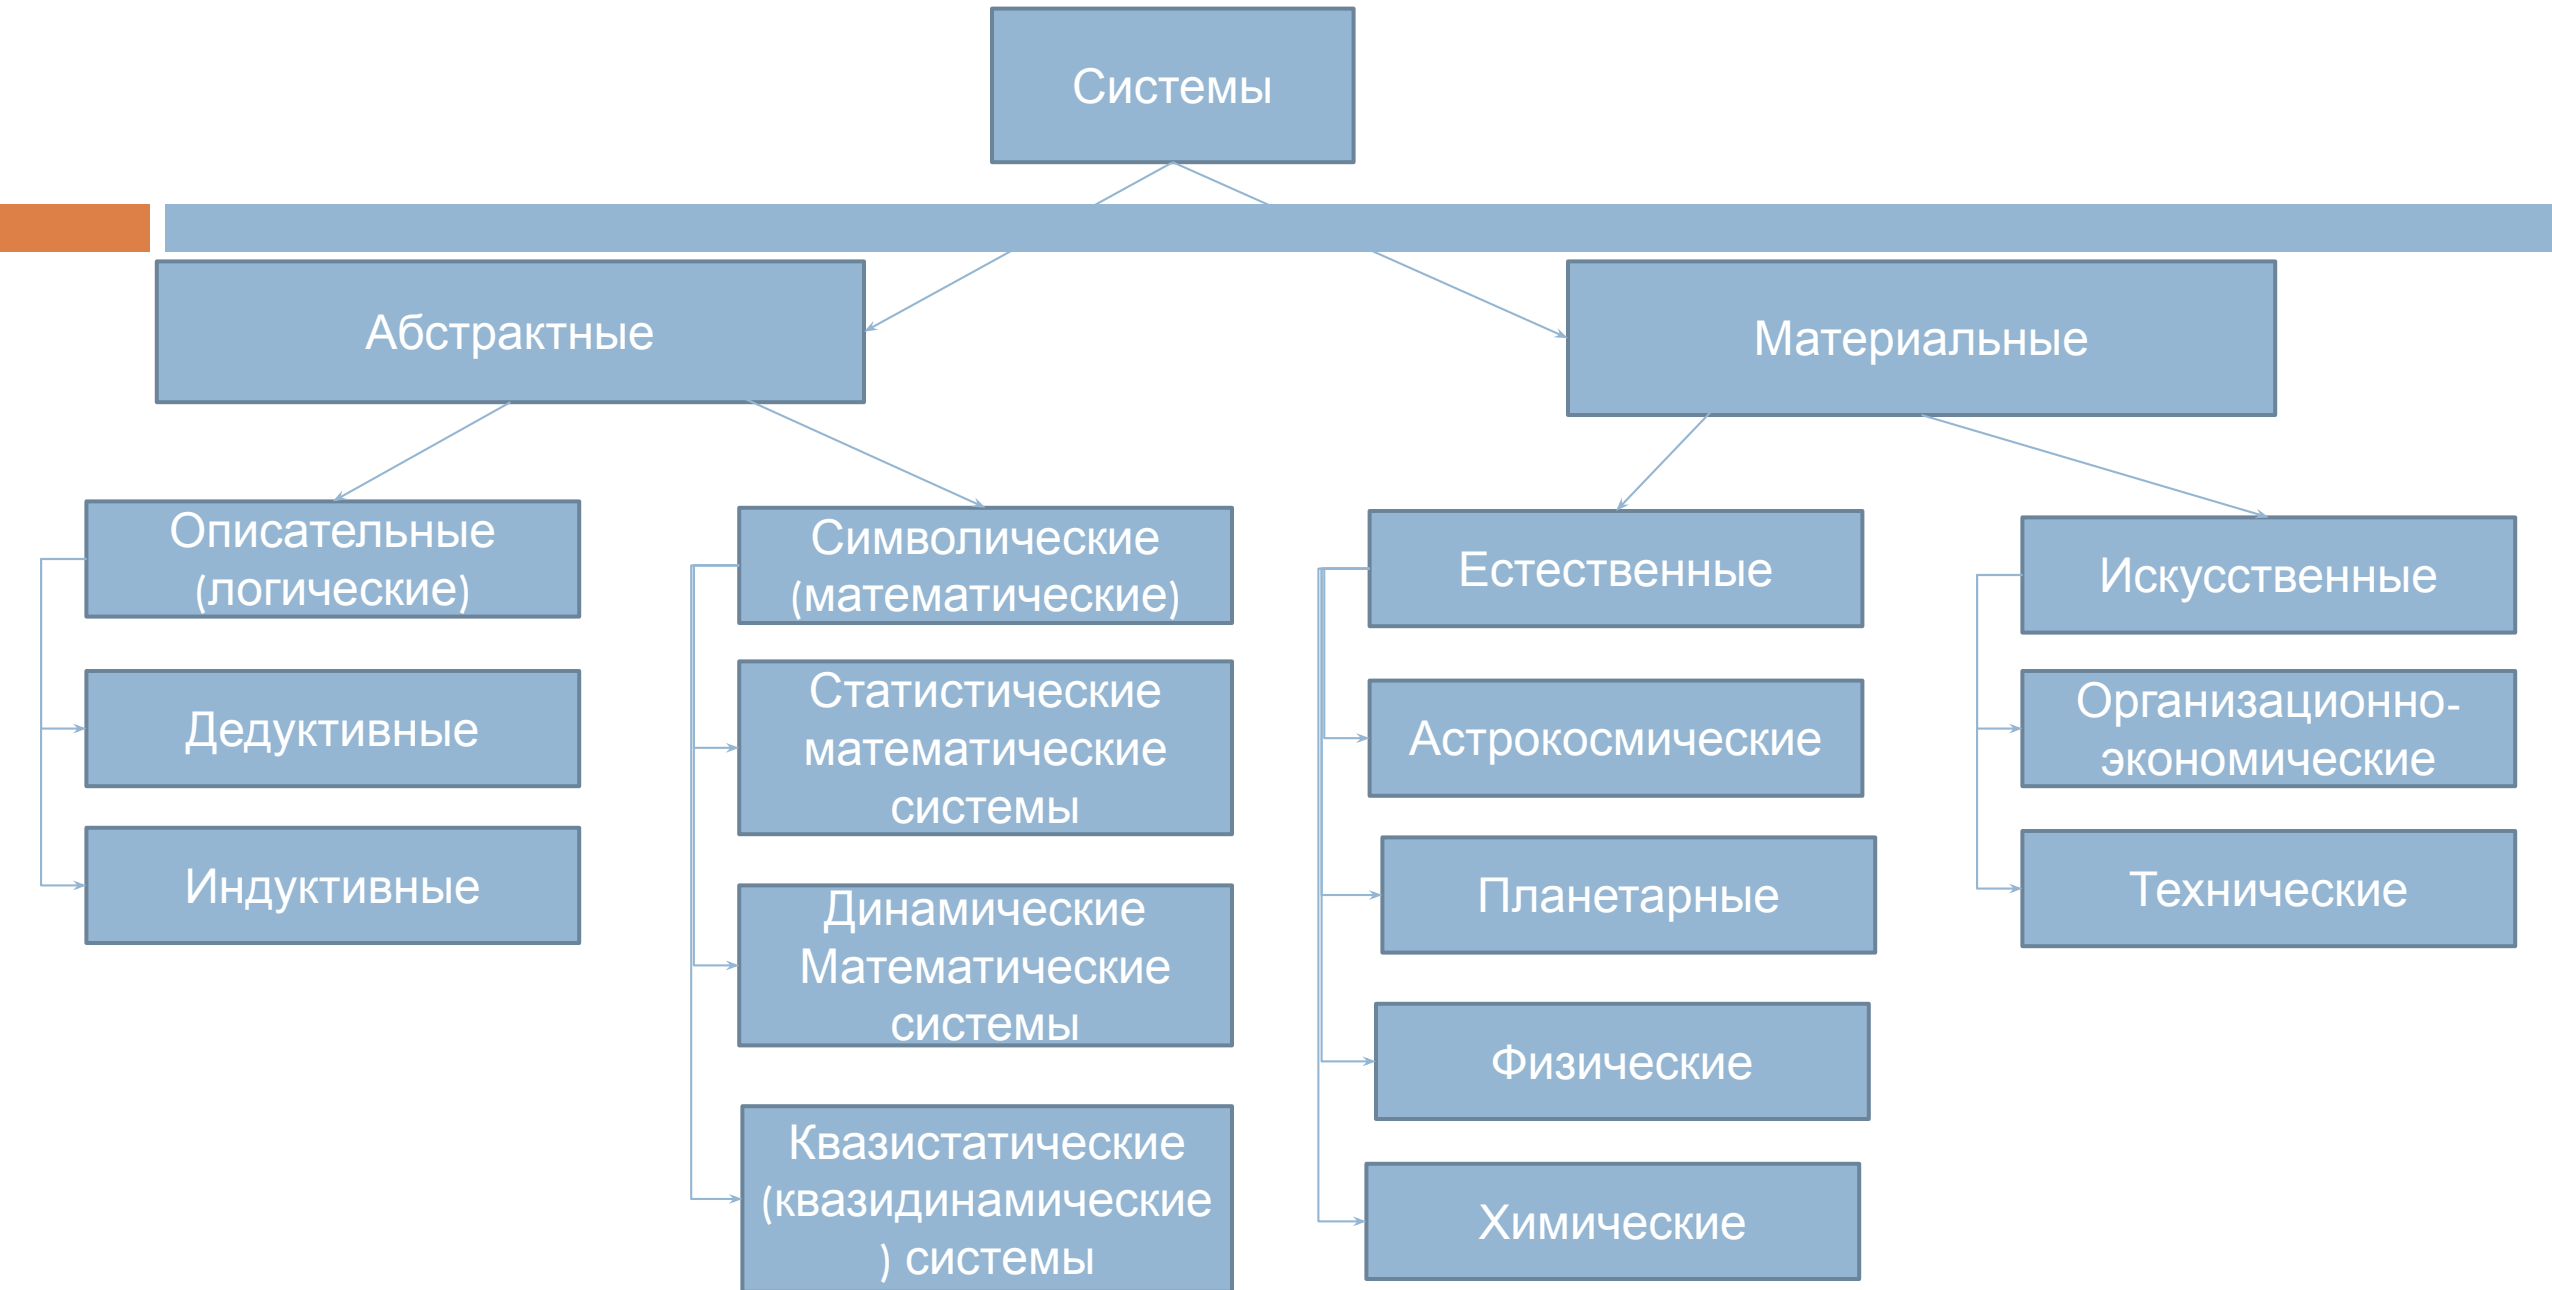 Системы
Абстрактные
Материальные
Описательные
(логические)
Дедуктивные
Индуктивные
Символические
(математические)
Статистические
математические
системы
Динамические
Математические
системы
Квазистатические
(квазидинамические
) системы
Естественные
Астрокосмические
Планетарные
Физические
Химические
Искусственные
Организационно-
экономические
Технические